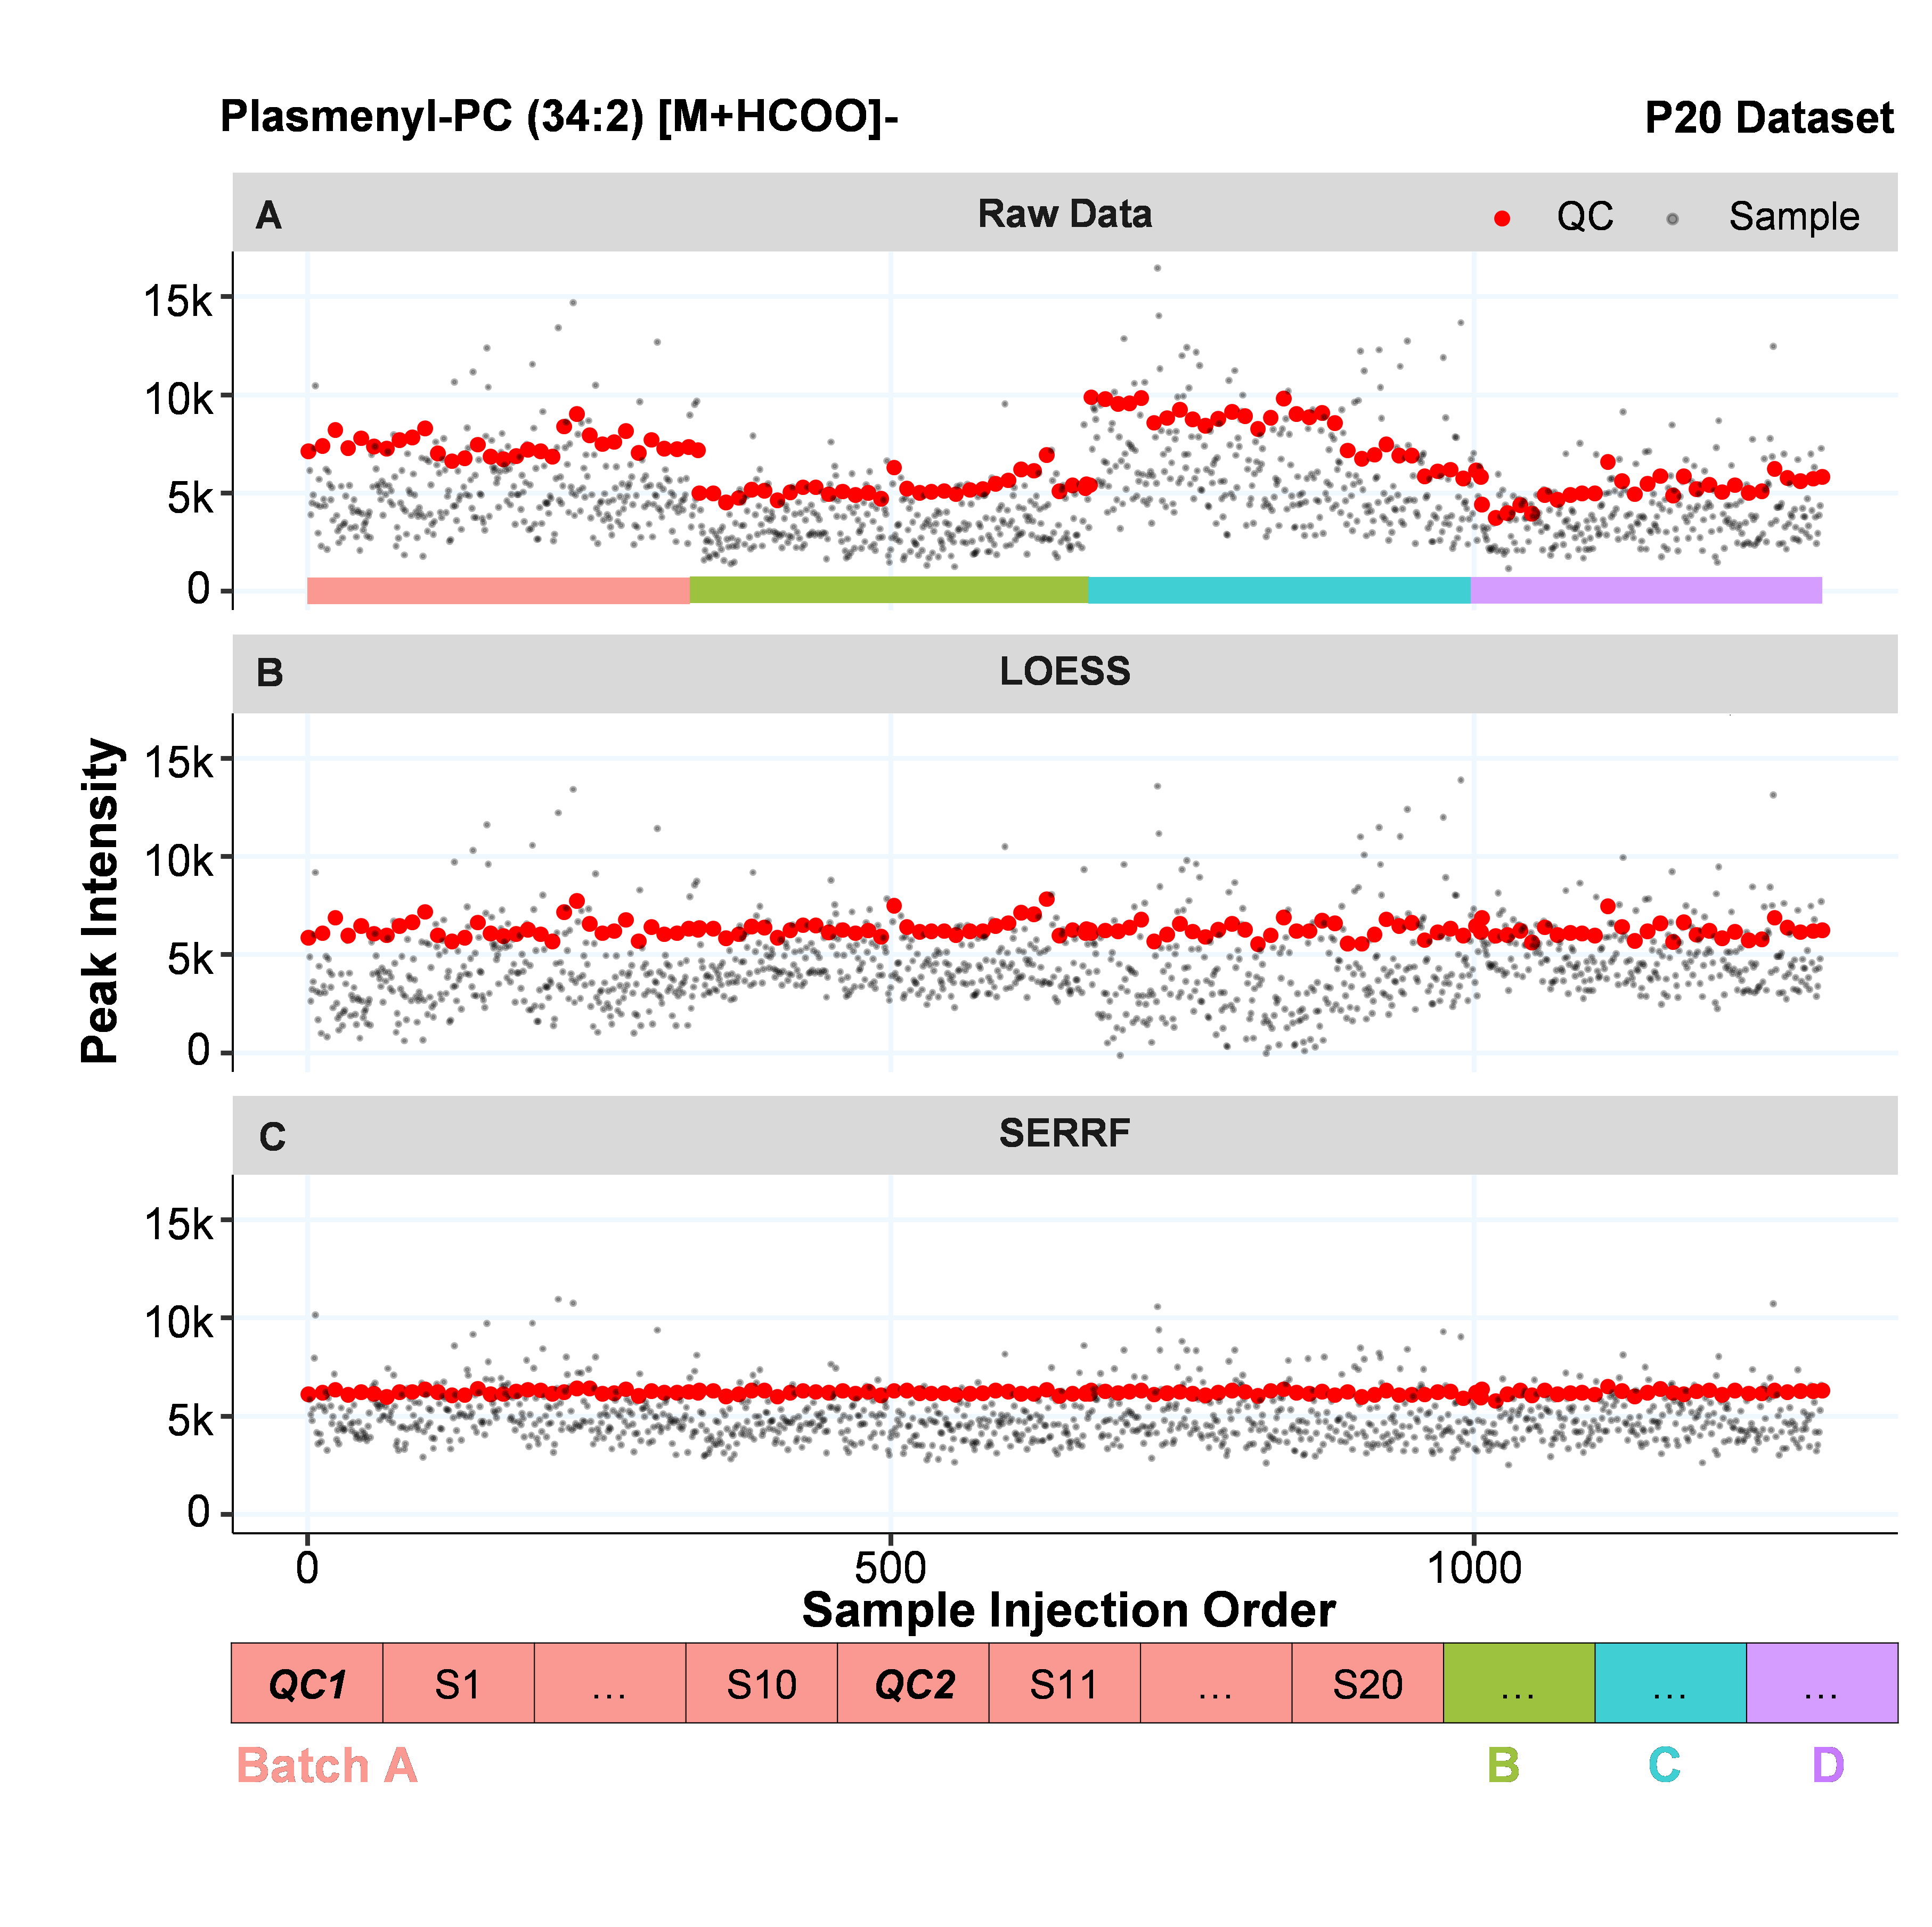 Plasmenyl-PC (34:2) [M+HCOO]- P20 Dataset
A Raw Data QC Sample
15k
10k
5k
0
B LOESS
15k
10k
5k
0
Peak Intensity
C SERRF
15k
10k
5k
0
0 500 1000
Sample Injection Order
QC1 S1 ... S10 QC2 S11 ... S20 ... ... ...
Batch A B C D